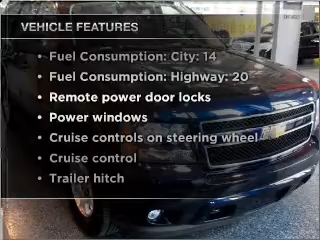 VEHICLE FEATURES
• Fuel Consumption: City: 14
• Fuel Consumption: Highway: 20
• Remote power door locks
• Power windows
• Cruise controls on steering wheel
• Cruise control
• Trailer hitch